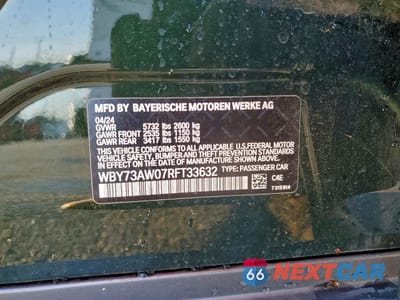 MFD BY BAYERISCHE MOTOREN WERKE AG
04/24
GVWR 5732 lbs 2600 kg
GAWR FRONT 2535 lbs 1150 kg
GAWR REAR 3417 lbs 1550 kg
THIS VEHICLE CONFORMS TO ALL APPLICABLE U.S. FEDERAL MOTOR
VEHICLE SAFETY, BUMPER AND THEFT PREVENTION STANDARDS IN
EFFECT ON THE DATE OF MANUFACTURE SHOWN ABOVE.
WBY73AW07RFT33632 TYPE: PASSENGER CAR
C4E
66 NEXTCAR